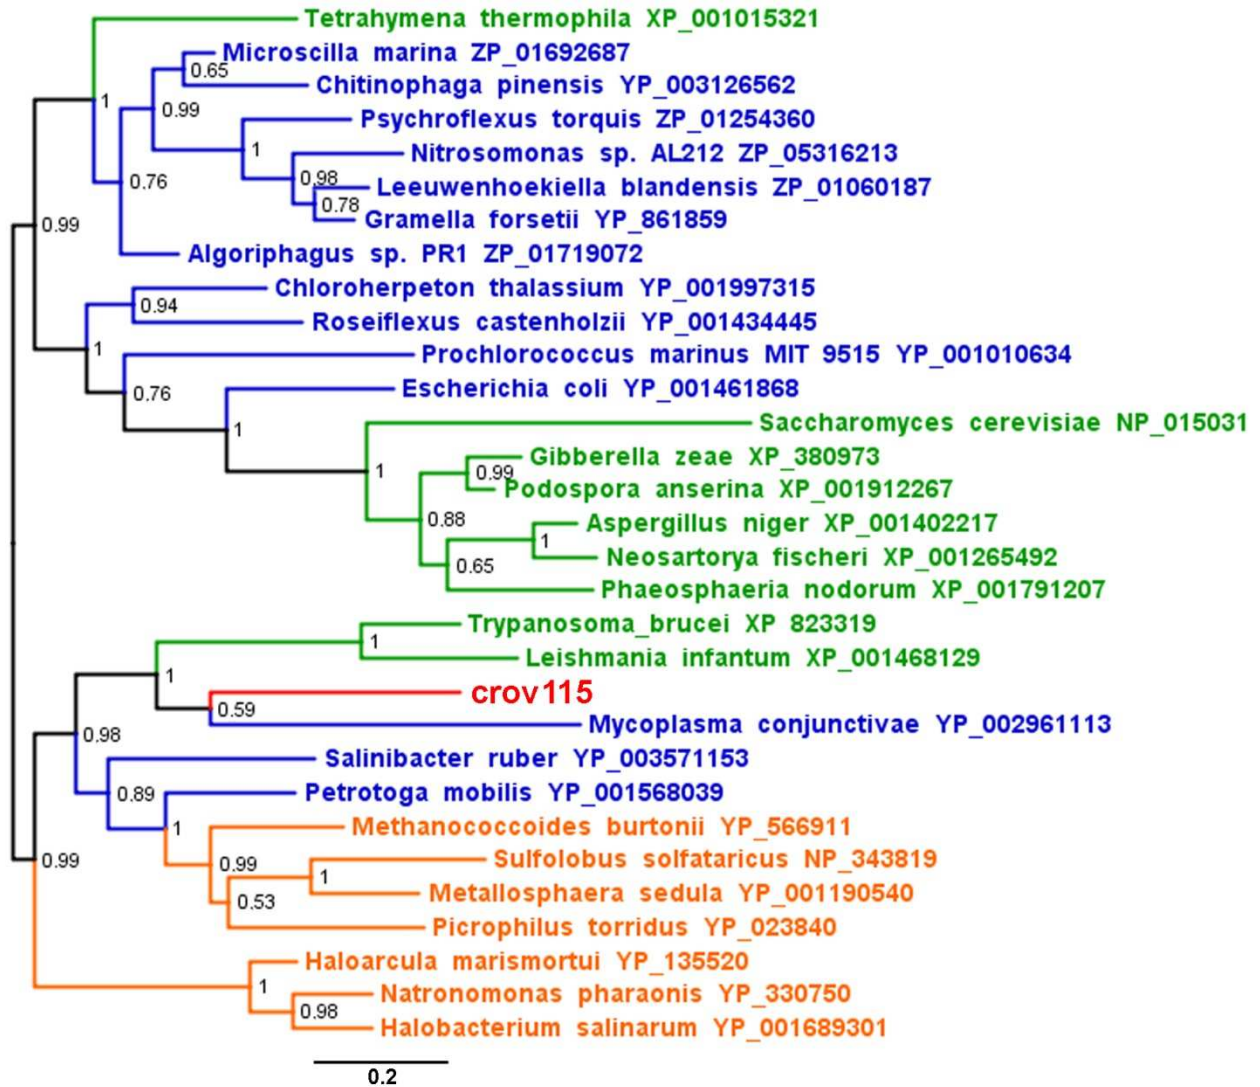 Tetrahymena thermophila XP_001015321
Microscilla marina ZP_01692687
0.65
Chitinophaga pinensis YP_003126562
1
0.99
Psychroflexus torquis ZP_01254360
1
Nitrosomonas sp. AL212 ZP_05316213
0.98
0.76
Leeuwenhoekiella blandensis ZP_01060187
0.78
Gramella forsetii YP_861859
0.99
Algoriphagus sp. PR1 ZP_01719072
Chloroherpeton thalassium YP_001997315
0.94
Roseiflexus castenholzii YP_001434445
1
Prochlorococcus marinus MIT 9515 YP_001010634
0.76
Escherichia coli YP_001461868
Saccharomyces cerevisiae NP_015031
1
Gibberella zeae XP_380973
1
0.99
Podospora anserina XP_001912267
0.88
Aspergillus niger XP_001402217
1
Neosartorya fischeri XP_001265492
0.65
Phaeosphaeria nodorum XP_001791207
Trypanosoma_brucei XP 823319
1
Leishmania infantum XP_001468129
1
crov115
0.59
Mycoplasma conjunctivae YP_002961113
0.98
Salinibacter ruber YP_003571153
0.89
Petrotoga mobilis YP_001568039
1
Methanococcoides burtonii YP_566911
0.99
0.99
Sulfolobus solfataricus NP_343819
1
Metallosphaera sedula YP_001190540
0.53
Picrophilus torridus YP_023840
Haloarcula marismortui YP_135520
1
Natronomonas pharaonis YP_330750
0.98
Halobacterium salinarum YP_001689301
0.2